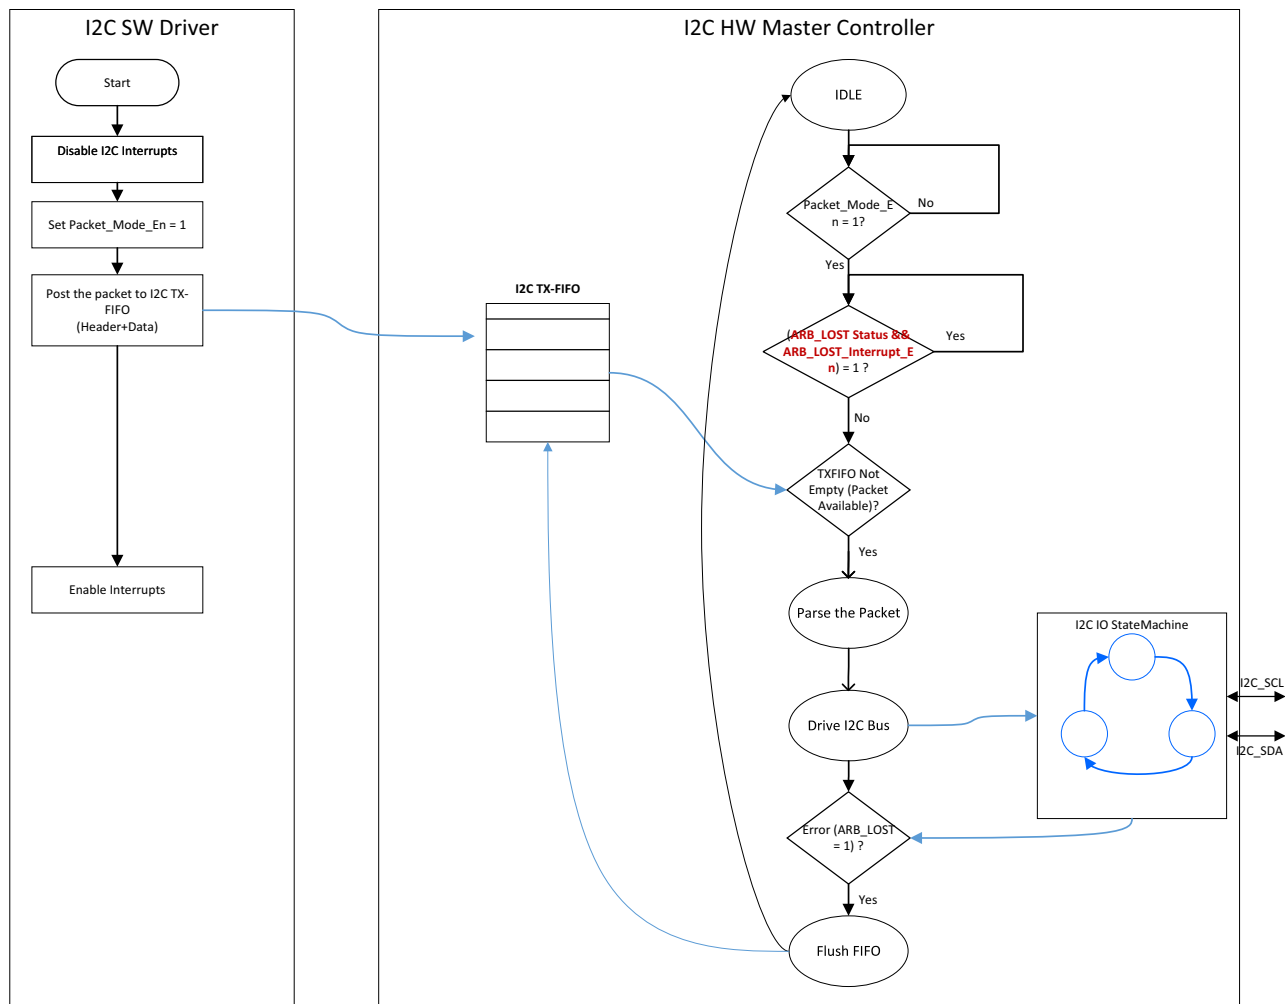 I2C SW Driver
Start
Disable I2C Interrupts
Set Packet_Mode_En = 1
Post the packet to I2C TX-
FIFO
(Header+Data)
Enable Interrupts
I2C TX-FIFO
I2C HW Master Controller
IDLE
Packet_Mode_E
n = 1?
No
Yes
(ARB_LOST Status &&
ARB_LOST_Interrupt_E
n) = 1 ?
Yes
No
TXFIFO Not
Empty (Packet
Available)?
Yes
Parse the Packet
Drive I2C Bus
Error (ARB_LOST
= 1) ?
Yes
Flush FIFO
I2C IO StateMachine
I2C_SCL
I2C_SDA